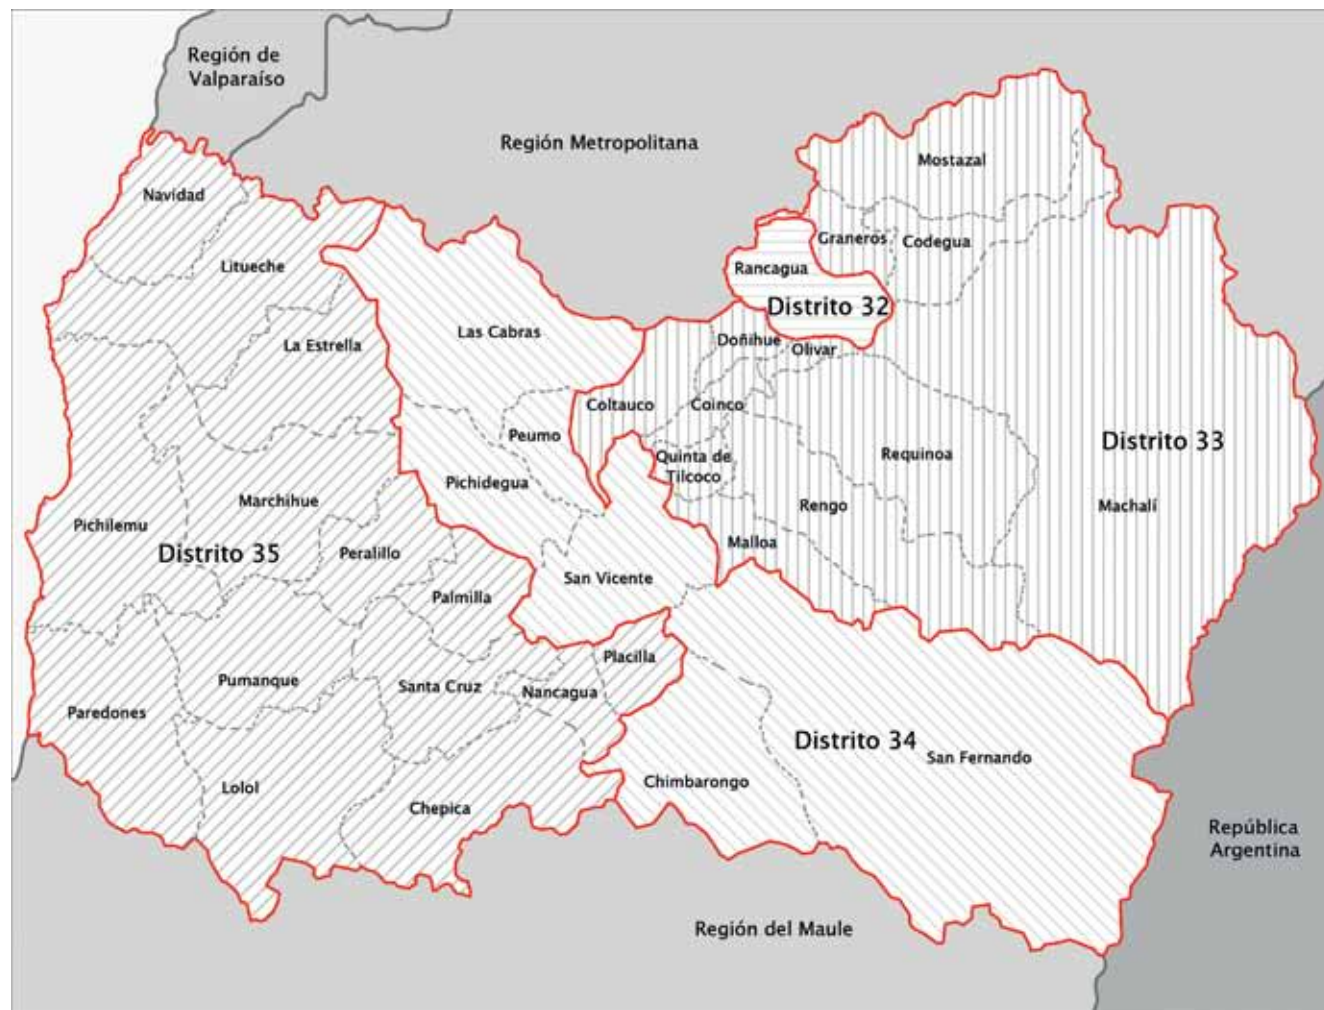 Región de
Valparaíso
Región Metropolitana
Mostazal
Navidad
Graneros
Codegua
Litueche
Rancagua
Distrito 32
Las Cabras
La Estrella
Doñihue
Olivar
Coltauco
Coinco
Peumo
Distrito 33
Quinta de
Tilcoco
Requinoa
Pichidegua
Marchihue
Rengo
Machalí
Pichilemu
Malloa
Distrito 35
Peralillo
San Vicente
Palmilla
Placilla
Pumanque
Santa Cruz
Nancagua
Paredones
Distrito 34
San Fernando
Lolol
Chimbarongo
Chepica
República
Argentina
Región del Maule